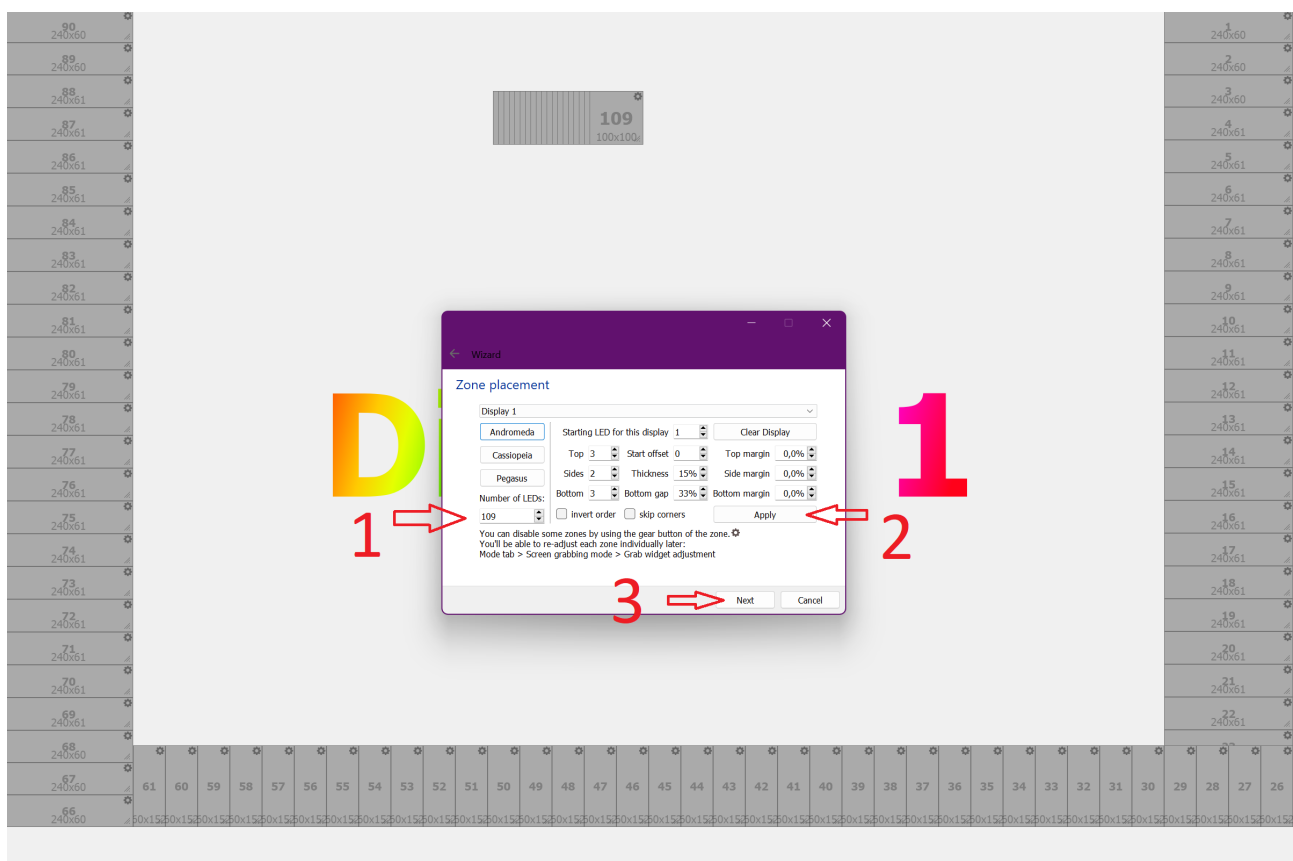 90
240x60
89
240x60
88
240x61
87
240x61
86
240x61
85
240x61
84
240x61
83
240x61
82
240x61
81
240x61
80
240x61
79
240x61
78
240x61
77
240x61
76
240x61
75
240x61
74
240x61
73
240x61
72
240x61
71
240x61
70
240x61
69
240x61
68
240x60
67
240x60
66
240x60
109
100x100
D 1
Wizard
Zone placement
Display 1
Andromeda Starting LED for this display 1 Clear Display
Cassiopeia Top 3 Start offset 0 Top margin 0,0%
Pegasus Sides 2 Thickness 15% Side margin 0,0%
Number of LEDs: Bottom 3 Bottom gap 33% Bottom margin 0,0%
109 invert order skip corners Apply
You can disable some zones by using the gear button of the zone.
You'll be able to re-adjust each zone individually later:
Mode tab > Screen grabbing mode > Grab widget adjustment
Next Cancel
1
2
3
1
240x60
2
240x60
3
240x60
4
240x61
5
240x61
6
240x61
7
240x61
8
240x61
9
240x61
10
240x61
11
240x61
12
240x61
13
240x61
14
240x61
15
240x61
16
240x61
17
240x61
18
240x61
19
240x61
20
240x61
21
240x61
22
240x61
61 60 59 58 57 56 55 54 53 52 51 50 49 48 47 46 45 44 43 42 41 40 39 38 37 36 35 34 33 32 31 30 29 28 27 26